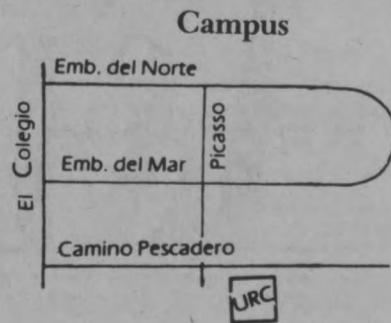 Campus
Emb. del Norte
El Colegio
Picasso
Emb. del Mar
Camino Pescadero
URC